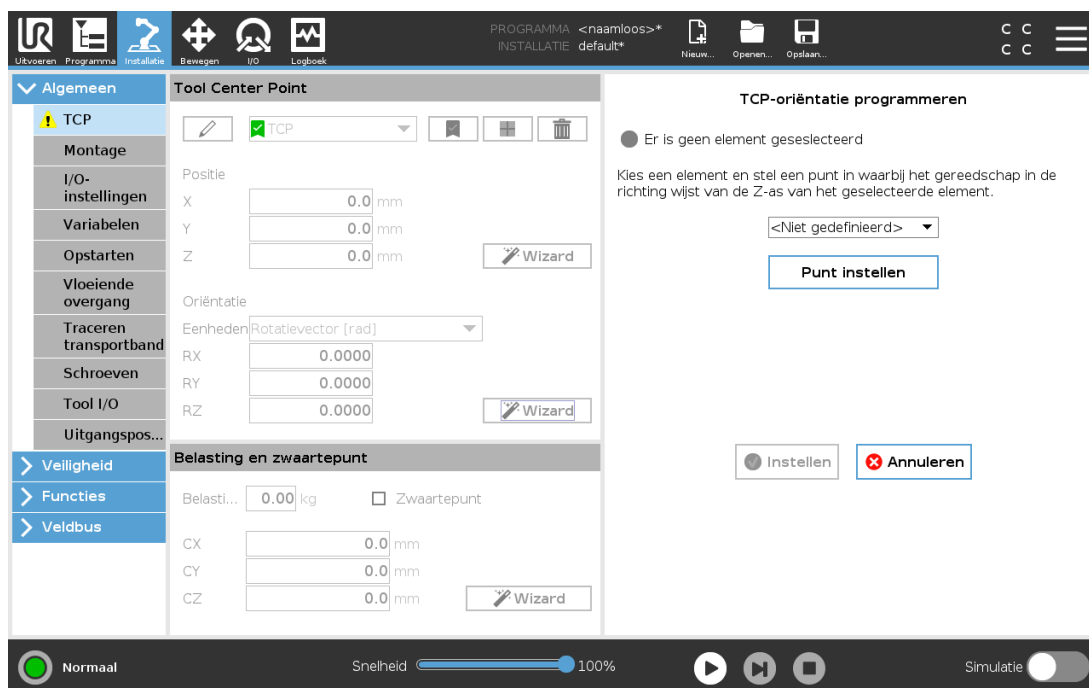 UR
PROGRAMMA <naamloos>*
INSTALLATIE default*
C C
C C
Uitvoeren Programma Installatie Bewegen I/O Logboek Nieuw... Openen... Opslaan...
Algemeen
TCP
Montage
I/O-
instellingen
Variabelen
Opstarten
Vloeiende
overgang
Traceren
transportband
Schroeven
Tool I/O
Uitgangspos...
Veiligheid
Functies
Veldbus
Tool Center Point
TCP
Positie
X 0.0 mm
Y 0.0 mm
Z 0.0 mm Wizard
Oriëntatie
Eenheden Rotatievector [rad]
RX 0.0000
RY 0.0000
RZ 0.0000 Wizard
Belasting en zwaartepunt
Belasti... 0.00 kg Zwaartepunt
CX 0.0 mm
CY 0.0 mm
CZ 0.0 mm Wizard
TCP-oriëntatie programmeren
Er is geen element geseslecteerd
Kies een element en stel een punt in waarbij het gereedschap in de
richting wijst van de Z-as van het geselecteerde element.
<Niet gedefinieerd>
Punt instellen
Instellen Annuleren
Normaal Snelheid 100% Simulatie